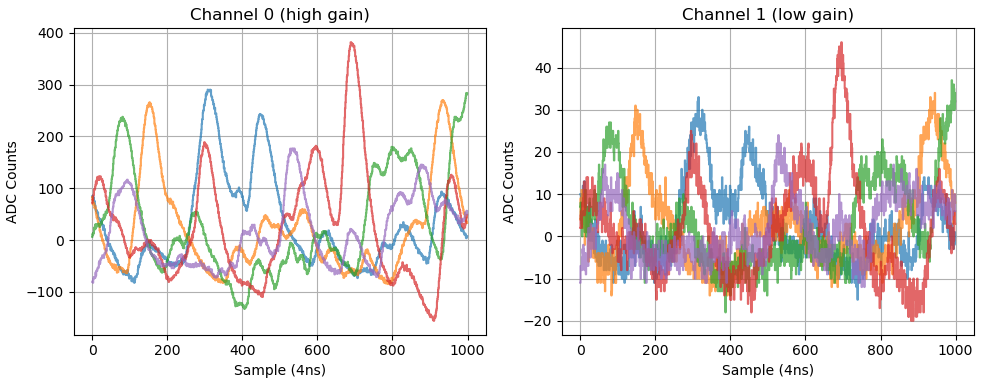 Channel 0 (high gain)
400
300
200
100
0
−100
ADC Counts
0 200 400 600 800 1000
Sample (4ns)
Channel 1 (low gain)
40
30
20
10
0
−10
−20
ADC Counts
0 200 400 600 800 1000
Sample (4ns)